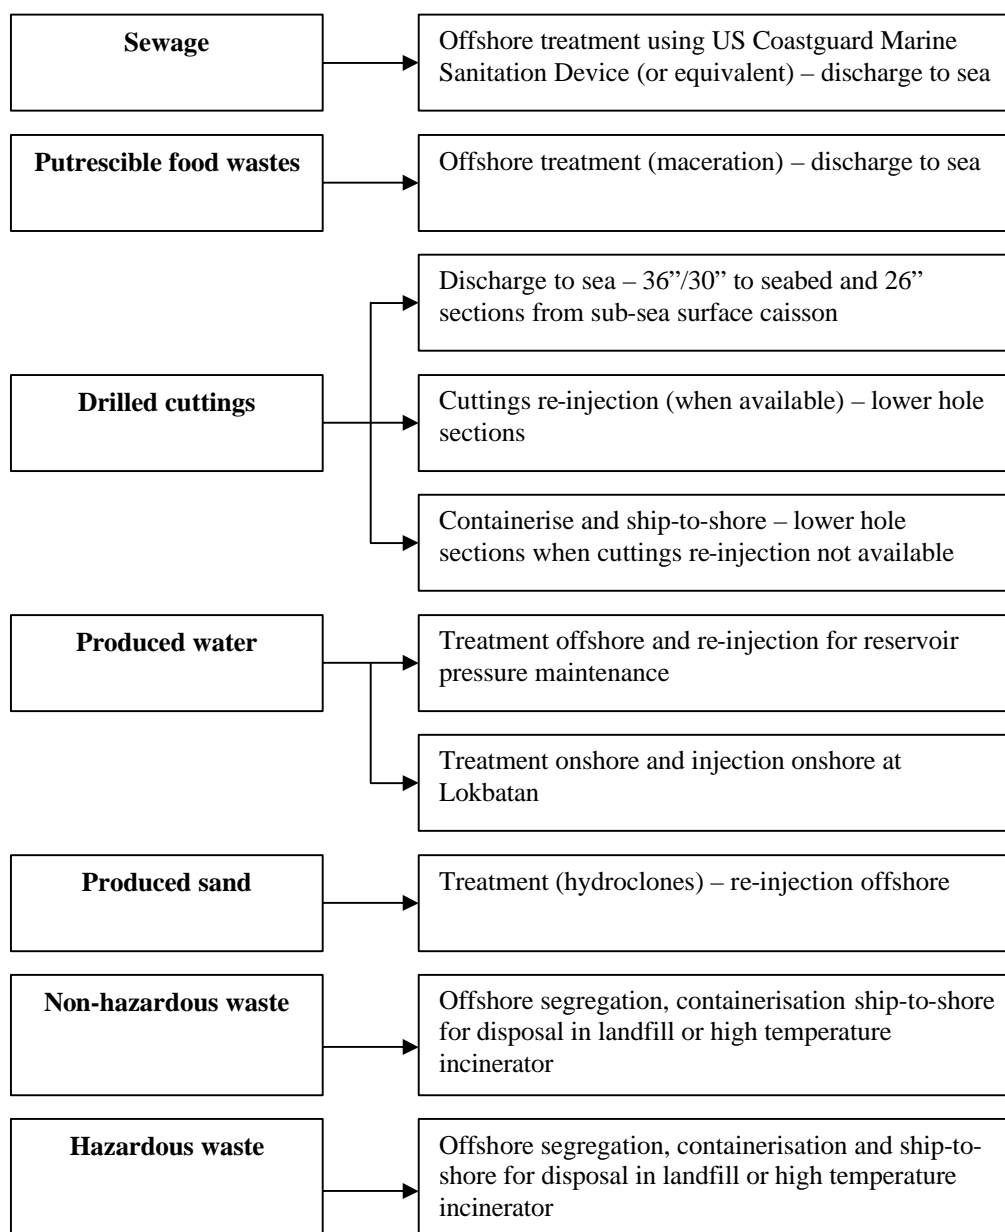 Sewage
Offshore treatment using US Coastguard Marine
Sanitation Device (or equivalent) – discharge to sea
Putrescible food wastes
Offshore treatment (maceration) – discharge to sea
Discharge to sea – 36”/30” to seabed and 26”
sections from sub-sea surface caisson
Drilled cuttings
Cuttings re-injection (when available) – lower hole
sections
Containerise and ship-to-shore – lower hole
sections when cuttings re-injection not available
Produced water
Treatment offshore and re-injection for reservoir
pressure maintenance
Treatment onshore and injection onshore at
Lokbatan
Produced sand
Treatment (hydroclones) – re-injection offshore
Non-hazardous waste
Offshore segregation, containerisation ship-to-shore
for disposal in landfill or high temperature
incinerator
Hazardous waste
Offshore segregation, containerisation and ship-to-
shore for disposal in landfill or high temperature
incinerator